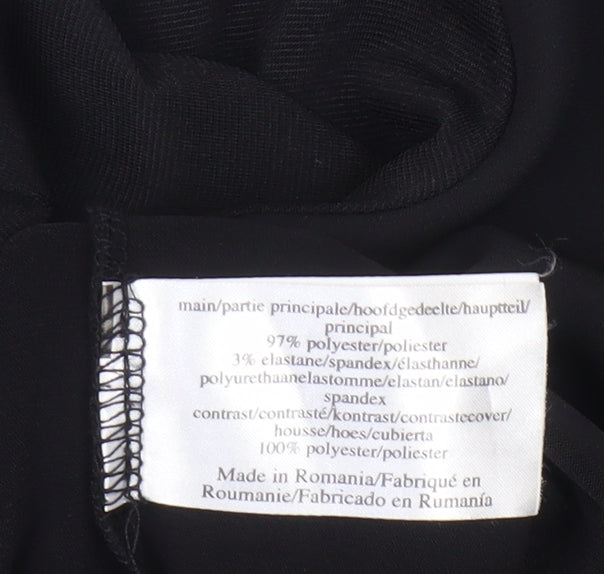 main/partie principale/hoofdgedeelte/hauptteil/
principal
97% polyester/poliester
3% elastane/spandex/élasthanne/
polyurethaanelastomme/elastan/elastano/
spandex
contrast/contrasté/kontrast/contrastecover/
housse/hoes/cubierta
100% polyester/poliester
Made in Romania/Fabriqué en
Roumanie/Fabricado en Rumanía